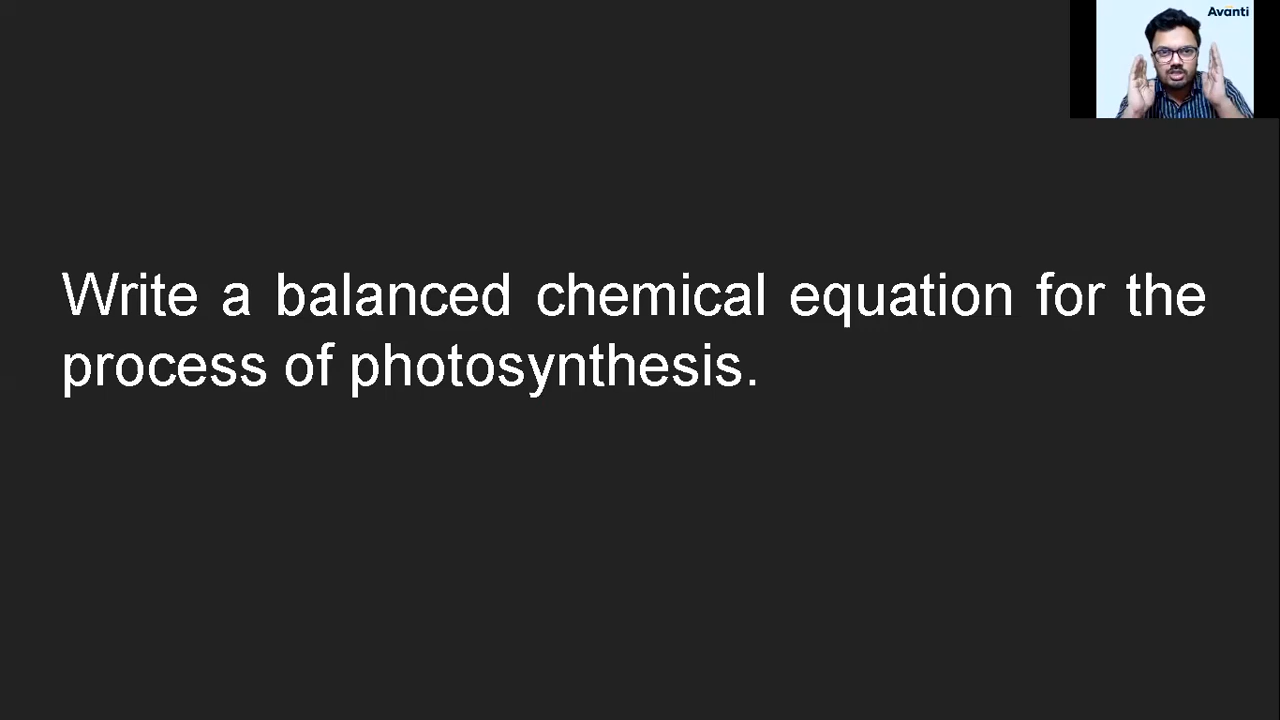 Avanti
Write a balanced chemical equation for the
process of photosynthesis.